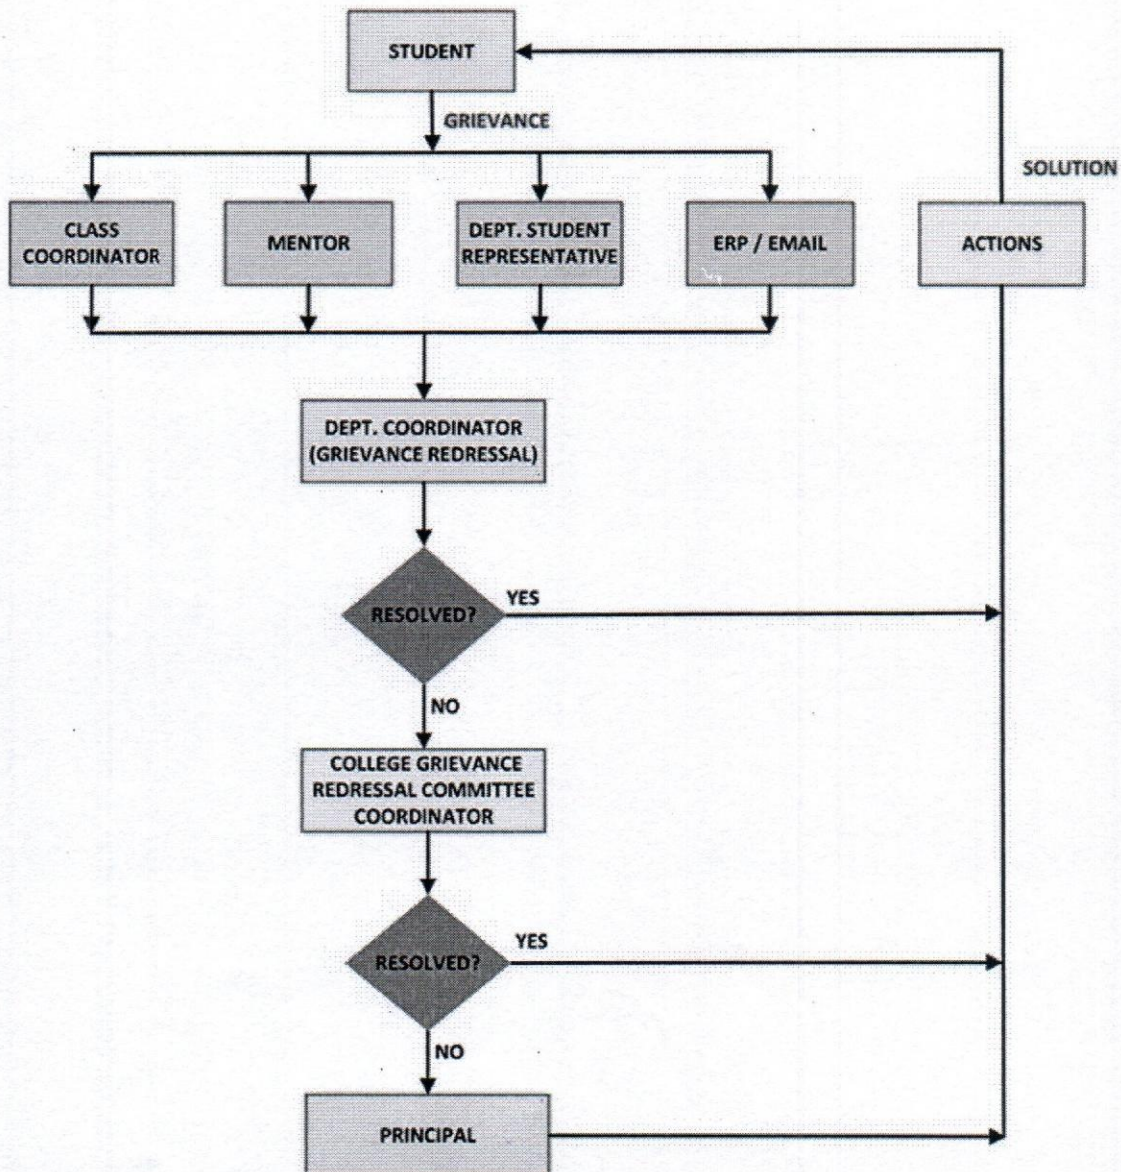 STUDENT
GRIEVANCE
SOLUTION
CLASS
COORDINATOR
MENTOR
DEPT. STUDENT
REPRESENTATIVE
ERP / EMAIL
ACTIONS
DEPT. COORDINATOR
(GRIEVANCE REDRESSAL)
RESOLVED?
YES
NO
COLLEGE GRIEVANCE
REDRESSAL COMMITTEE
COORDINATOR
RESOLVED?
YES
NO
PRINCIPAL